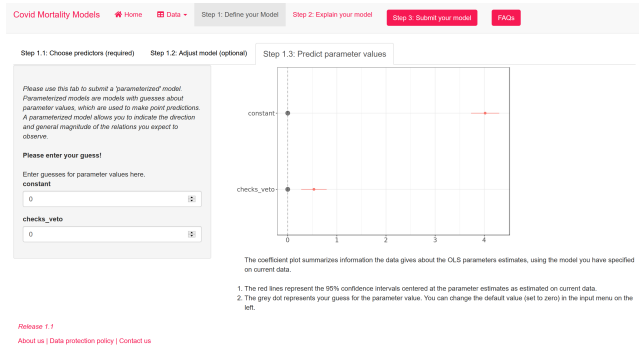 Covid Mortality Models Home Data Step 1: Define your Model Step 2: Explain your model Step 3: Submit your model FAQs
Step 1.1: Choose predictors (required) Step 1.2: Adjust model (optional) Step 1.3: Predict parameter values
Please use this tab to submit a 'parameterized' model.
Parameterized models are models with guesses about
parameter values, which are used to make point predictions.
A parameterized model allows you to indicate the direction
and general magnitude of the relations you expect to
observe.
Please enter your guess!
Enter guesses for parameter values here.
constant
0
checks_veto
0
constant
checks_veto
0 1 2 3 4
The coefficient plot summarizes information the data gives about the OLS parameters estimates, using the model you have specified
on current data.
1. The red lines represent the 95% confidence intervals centered at the parameter estimates as estimated on current data.
2. The grey dot represents your guess for the parameter value. You can change the default value (set to zero) in the input menu on the
left.
Release 1.1
About us | Data protection policy | Contact us